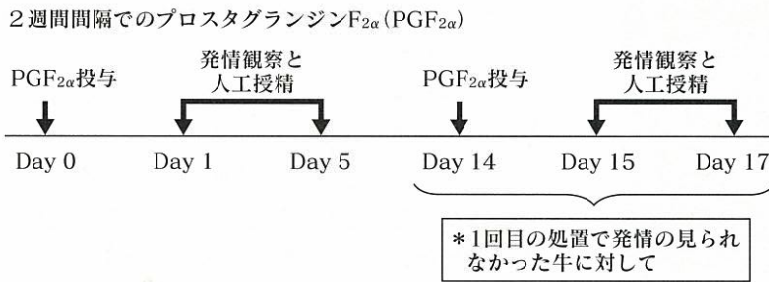 2週間間隔でのプロスタグランジンF2α(PGF2α)
PGF2α投与
発情観察と
人工授精
PGF2α投与
発情観察と
人工授精
Day 0
Day 1
Day 5
Day 14
Day 15
Day 17
*1回目の処置で発情の見られ
なかった牛に対して